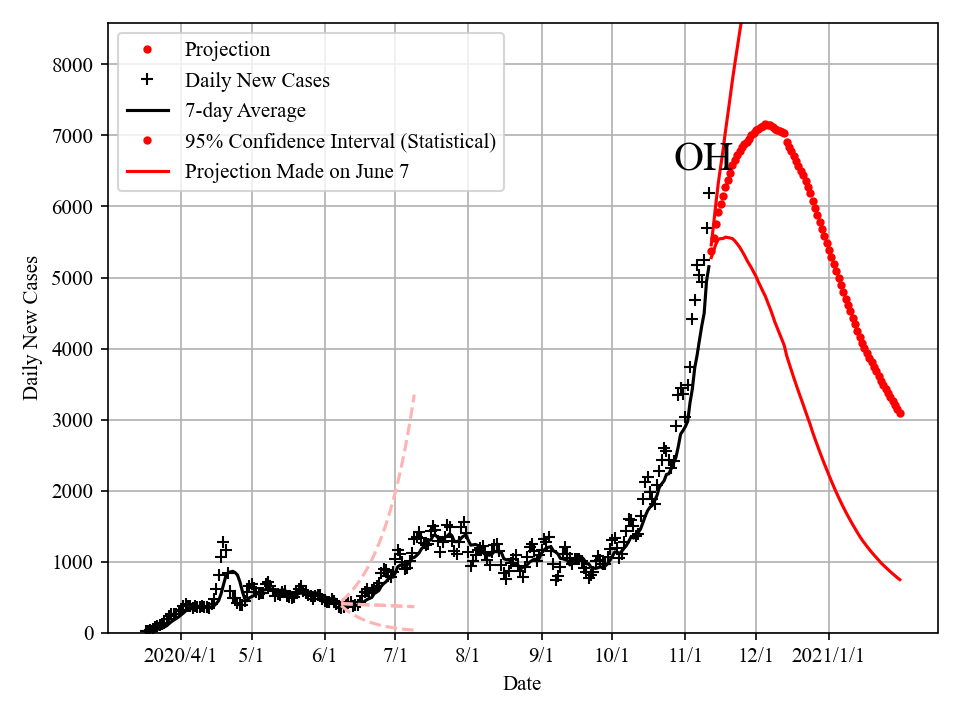 Projection
Daily New Cases
7-day Average
95% Confidence Interval (Statistical)
Projection Made on June 7
OH
8000
7000
6000
5000
4000
3000
2000
1000
0
Daily New Cases
2020/4/1 5/1 6/1 7/1 8/1 9/1 10/1 11/1 12/1 2021/1/1
Date